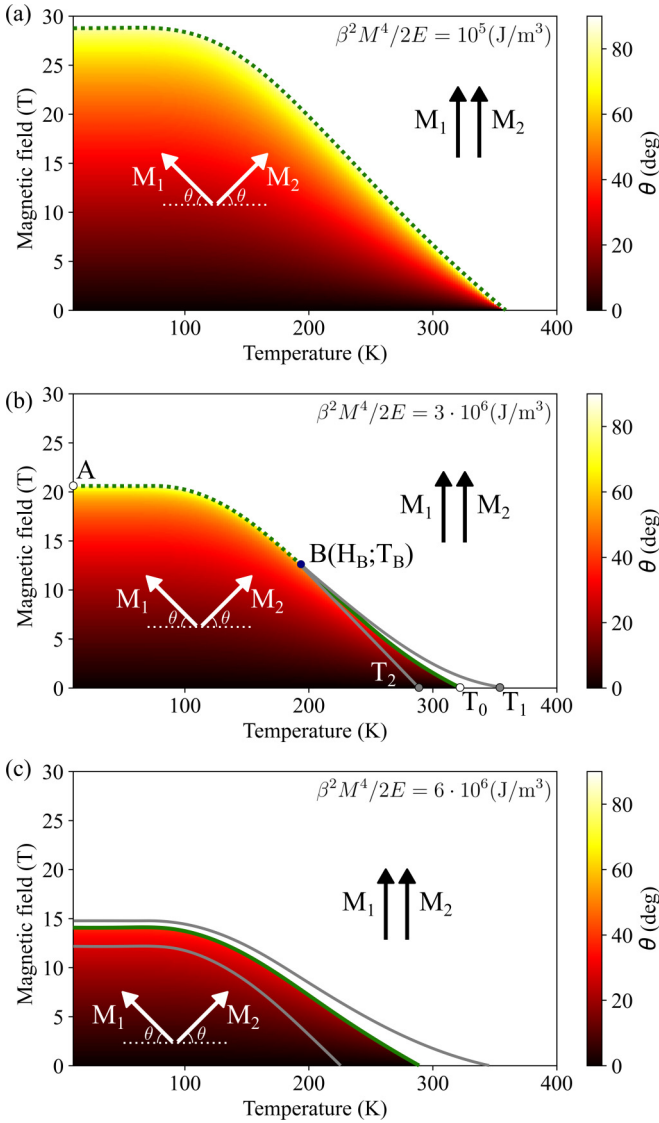 (a)
30
25
20
15
10
5
0
Magnetic field (T)
β²M⁴/2E = 10⁵(J/m³)
M₁ M₂
M₁ θ θ M₂
100 200 300 400
Temperature (K)
80
60
40
20
0
θ (deg)
(b)
30
25
20
15
10
5
0
Magnetic field (T)
β²M⁴/2E = 3 · 10⁶(J/m³)
A
M₁ M₂
B(H_B;T_B)
M₁ θ θ M₂
T₂ T₀ T₁
100 200 300 400
Temperature (K)
80
60
40
20
0
θ (deg)
(c)
30
25
20
15
10
5
0
Magnetic field (T)
β²M⁴/2E = 6 · 10⁶(J/m³)
M₁ M₂
M₁ θ θ M₂
100 200 300 400
Temperature (K)
80
60
40
20
0
θ (deg)